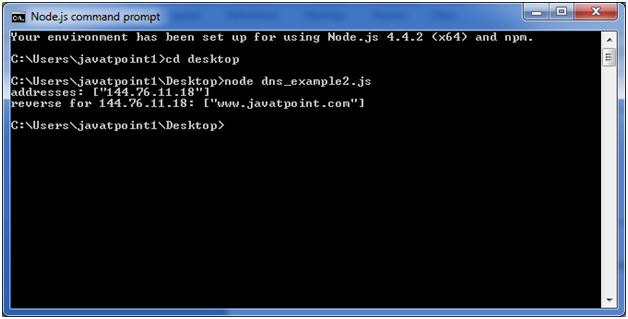 Node.js command prompt
Your environment has been set up for using Node.js 4.4.2 (x64) and npm.
C:\Users\javatpoint1>cd desktop
C:\Users\javatpoint1\Desktop>node dns_example2.js
addresses: ["144.76.11.18"]
reverse for 144.76.11.18: ["www.javatpoint.com"]
C:\Users\javatpoint1\Desktop>